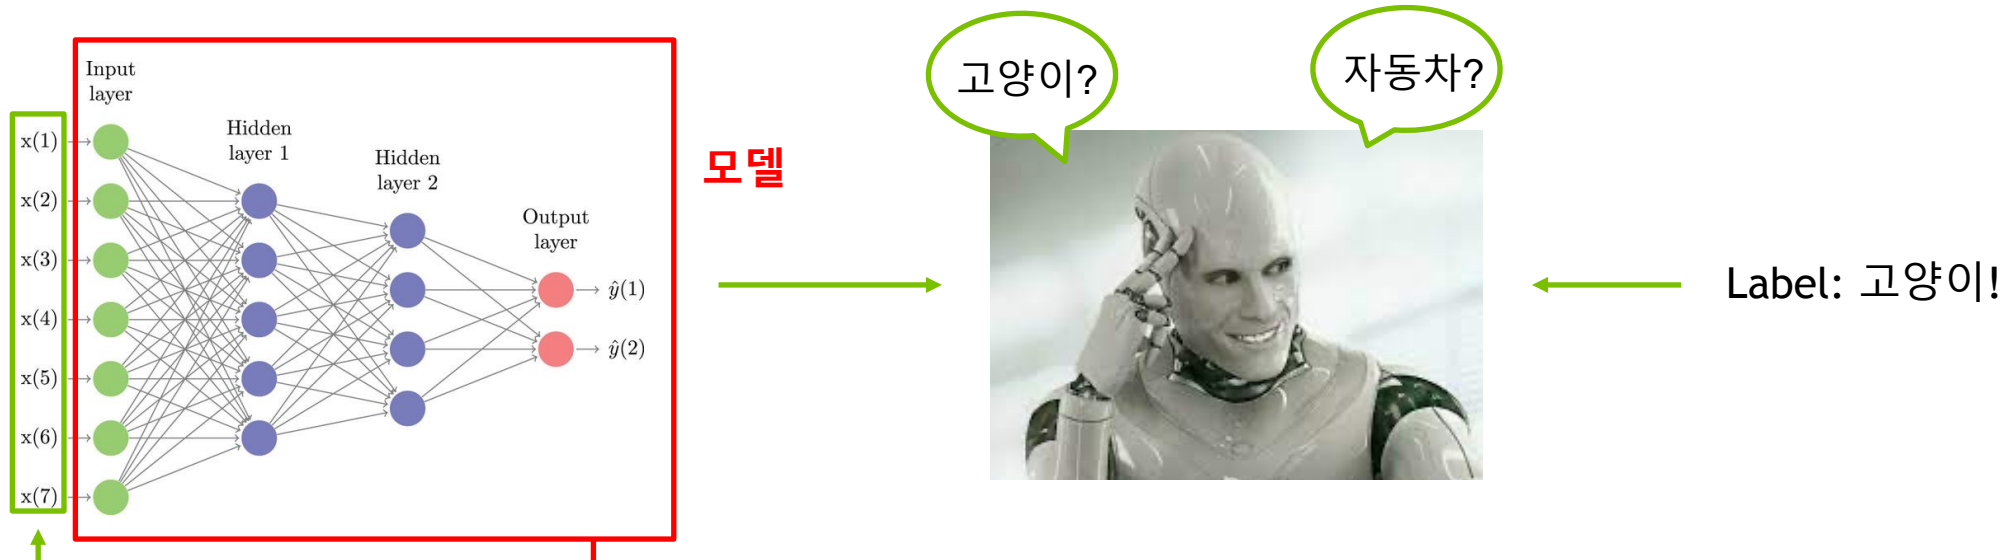 Input
layer
x(1)
x(2)
x(3)
x(4)
x(5)
x(6)
x(7)
Hidden
layer 1
Hidden
layer 2
Output
layer
ŷ(1)
ŷ(2)
모델
고양이?
자동차?
Label: 고양이!